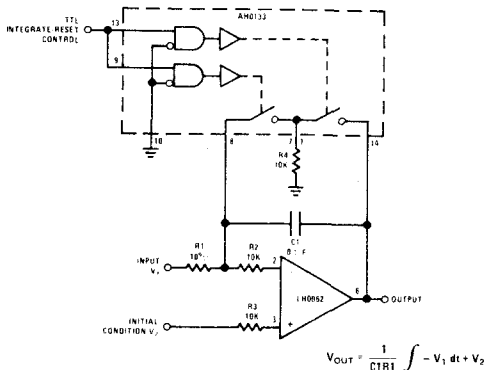 AH0133
TTL
INTEGRATE-RESET
CONTROL
13
9
10
8
7
1
14
R4
10K
C1
R1
R2
10K
INPUT
V1
2
6
OUTPUT
LH0062
R3
10K
3
INITIAL
CONDITION V2
VOUT = 1/C1R1 ∫ - V1 dt + V2